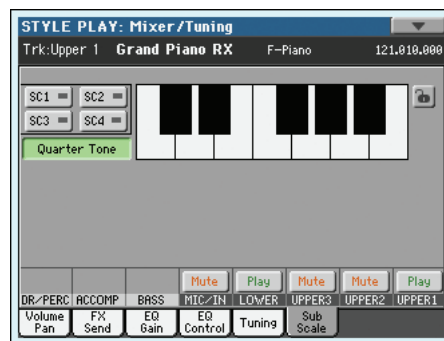 STYLE PLAY: Mixer/Tuning
Trk:Upper 1 Grand Piano RX F-Piano 121.010.000
SC1 SC2
SC3 SC4
Quarter Tone
Mute Play Mute Mute Play
DR/PERC ACCOMP BASS MIC/IN LOWER UPPER3 UPPER2 UPPER1
Volume Pan FX Send EQ Gain EQ Control Tuning Sub Scale